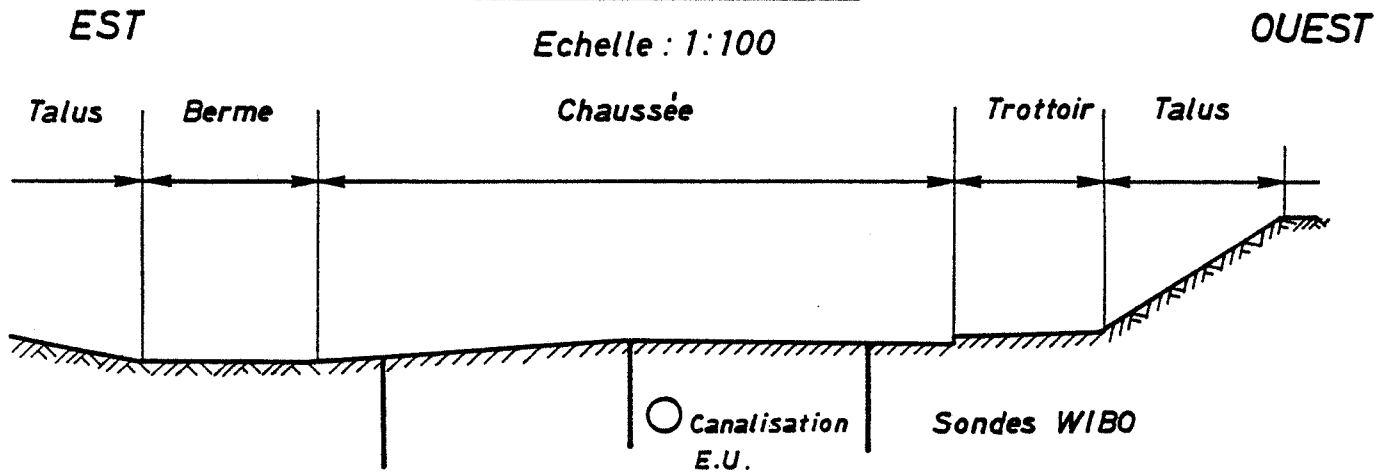 EST
OUEST
Echelle : 1:100
Talus
Berme
Chaussée
Trottoir
Talus
Canalisation
E.U.
Sondes WIBO